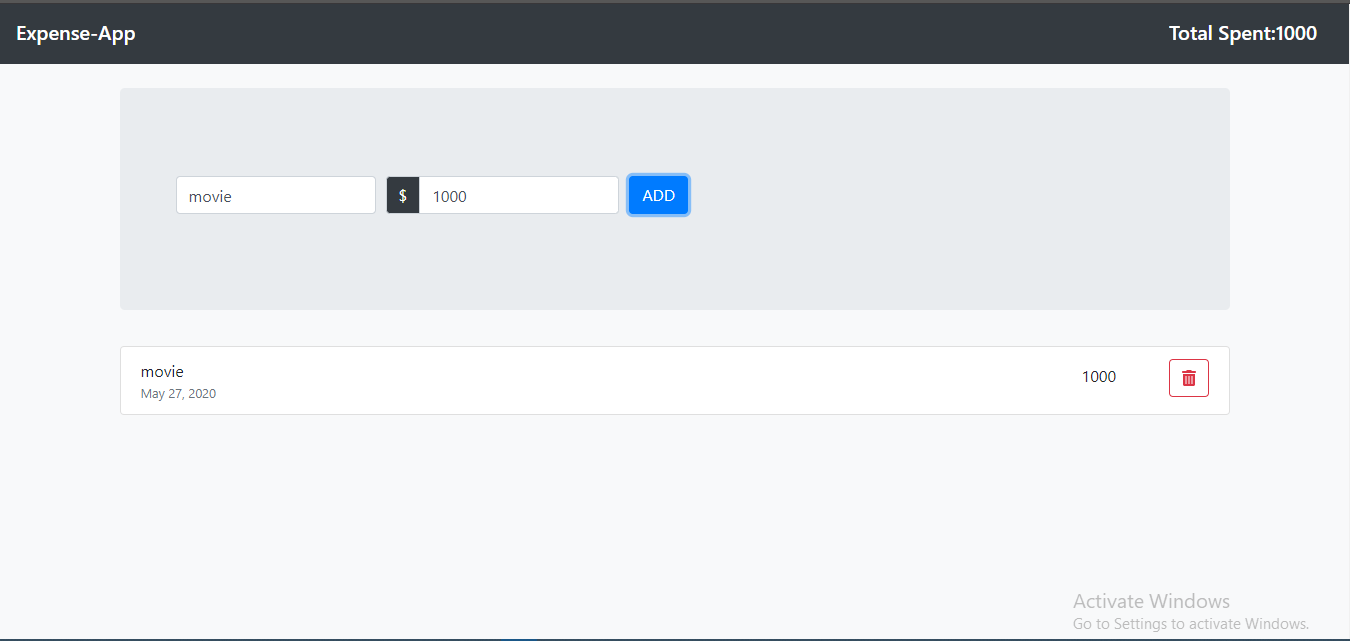 Expense-App Total Spent:1000
movie $ 1000 ADD
movie 1000
May 27, 2020
Activate Windows
Go to Settings to activate Windows.